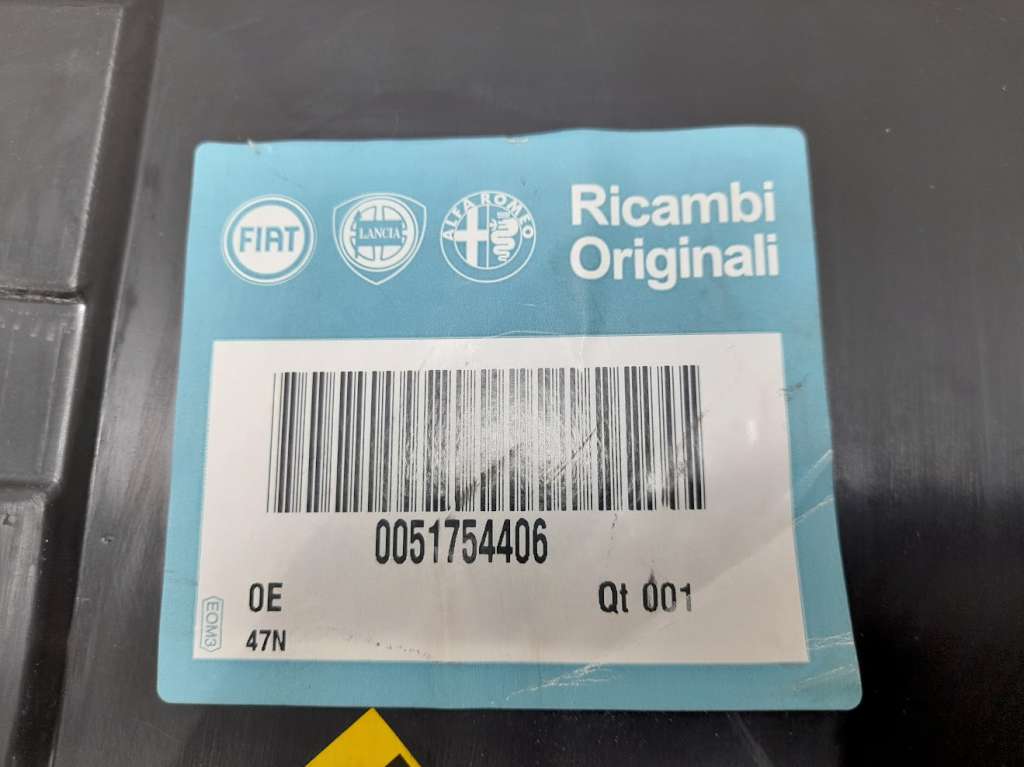 FIAT
LANCIA
ALFA ROMEO
Ricambi
Originali
0051754406
0E
Qt 001
47N
EOM3